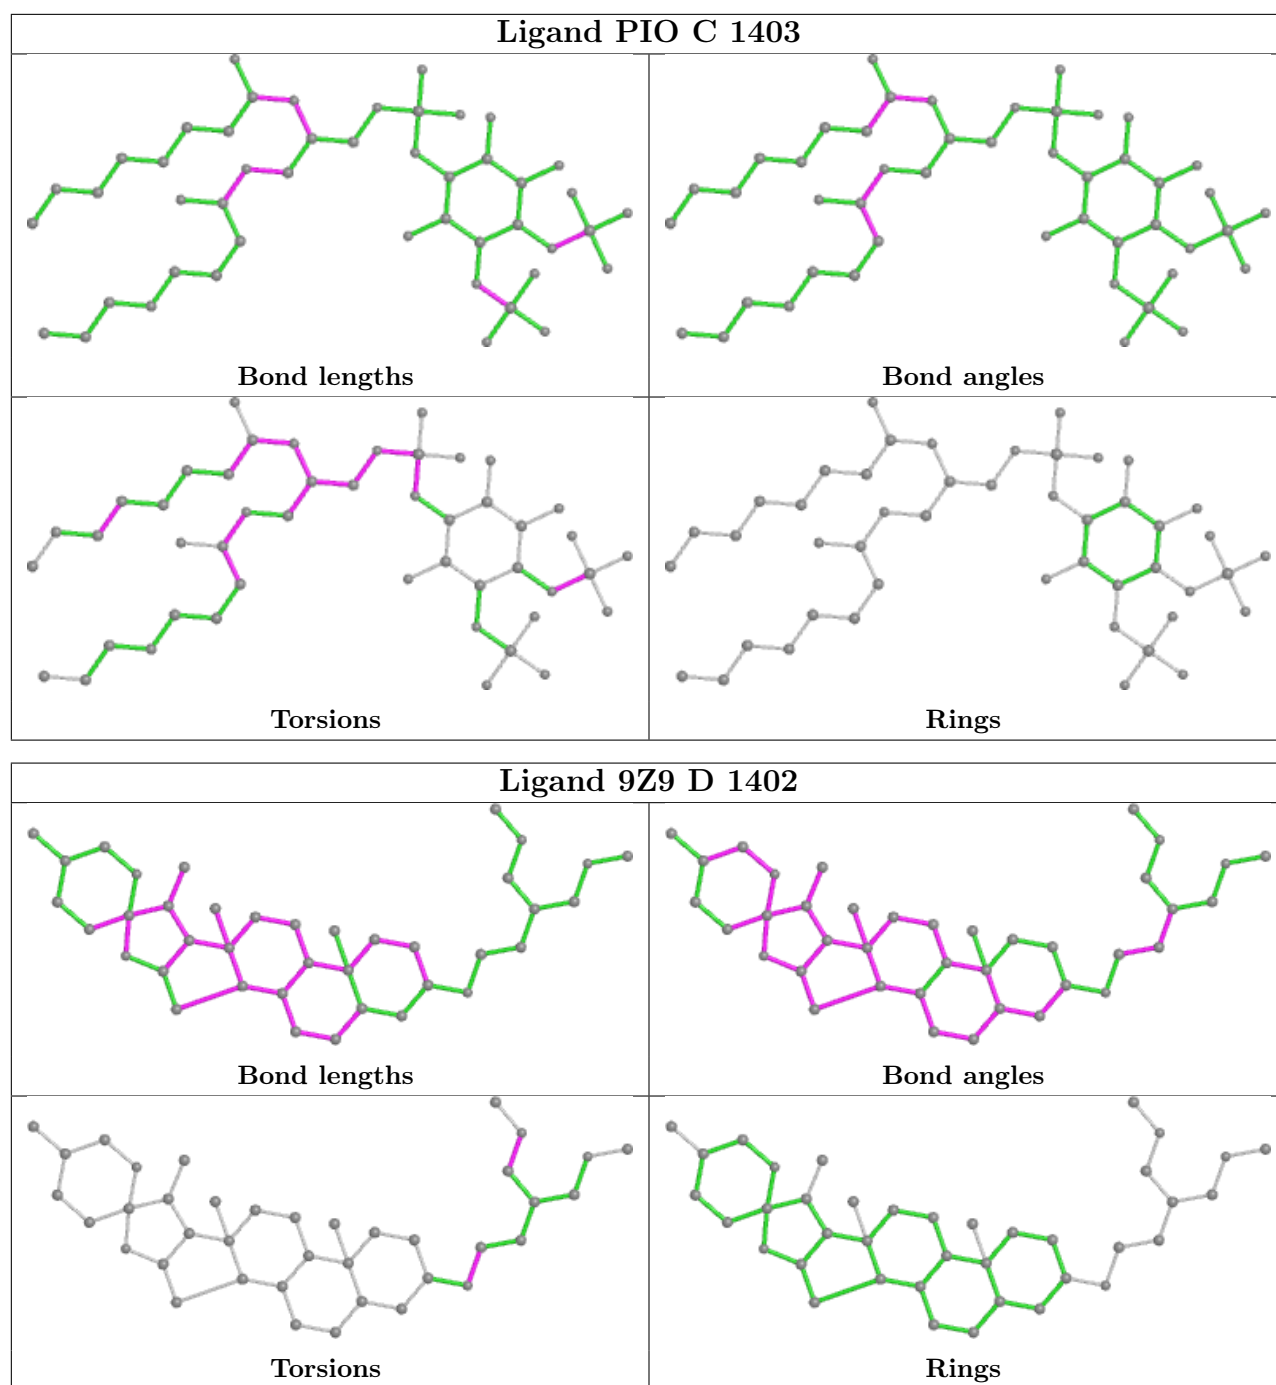 Ligand PIO C 1403
Bond lengths
Bond angles
Torsions
Rings
Ligand 9Z9 D 1402
Bond lengths
Bond angles
Torsions
Rings